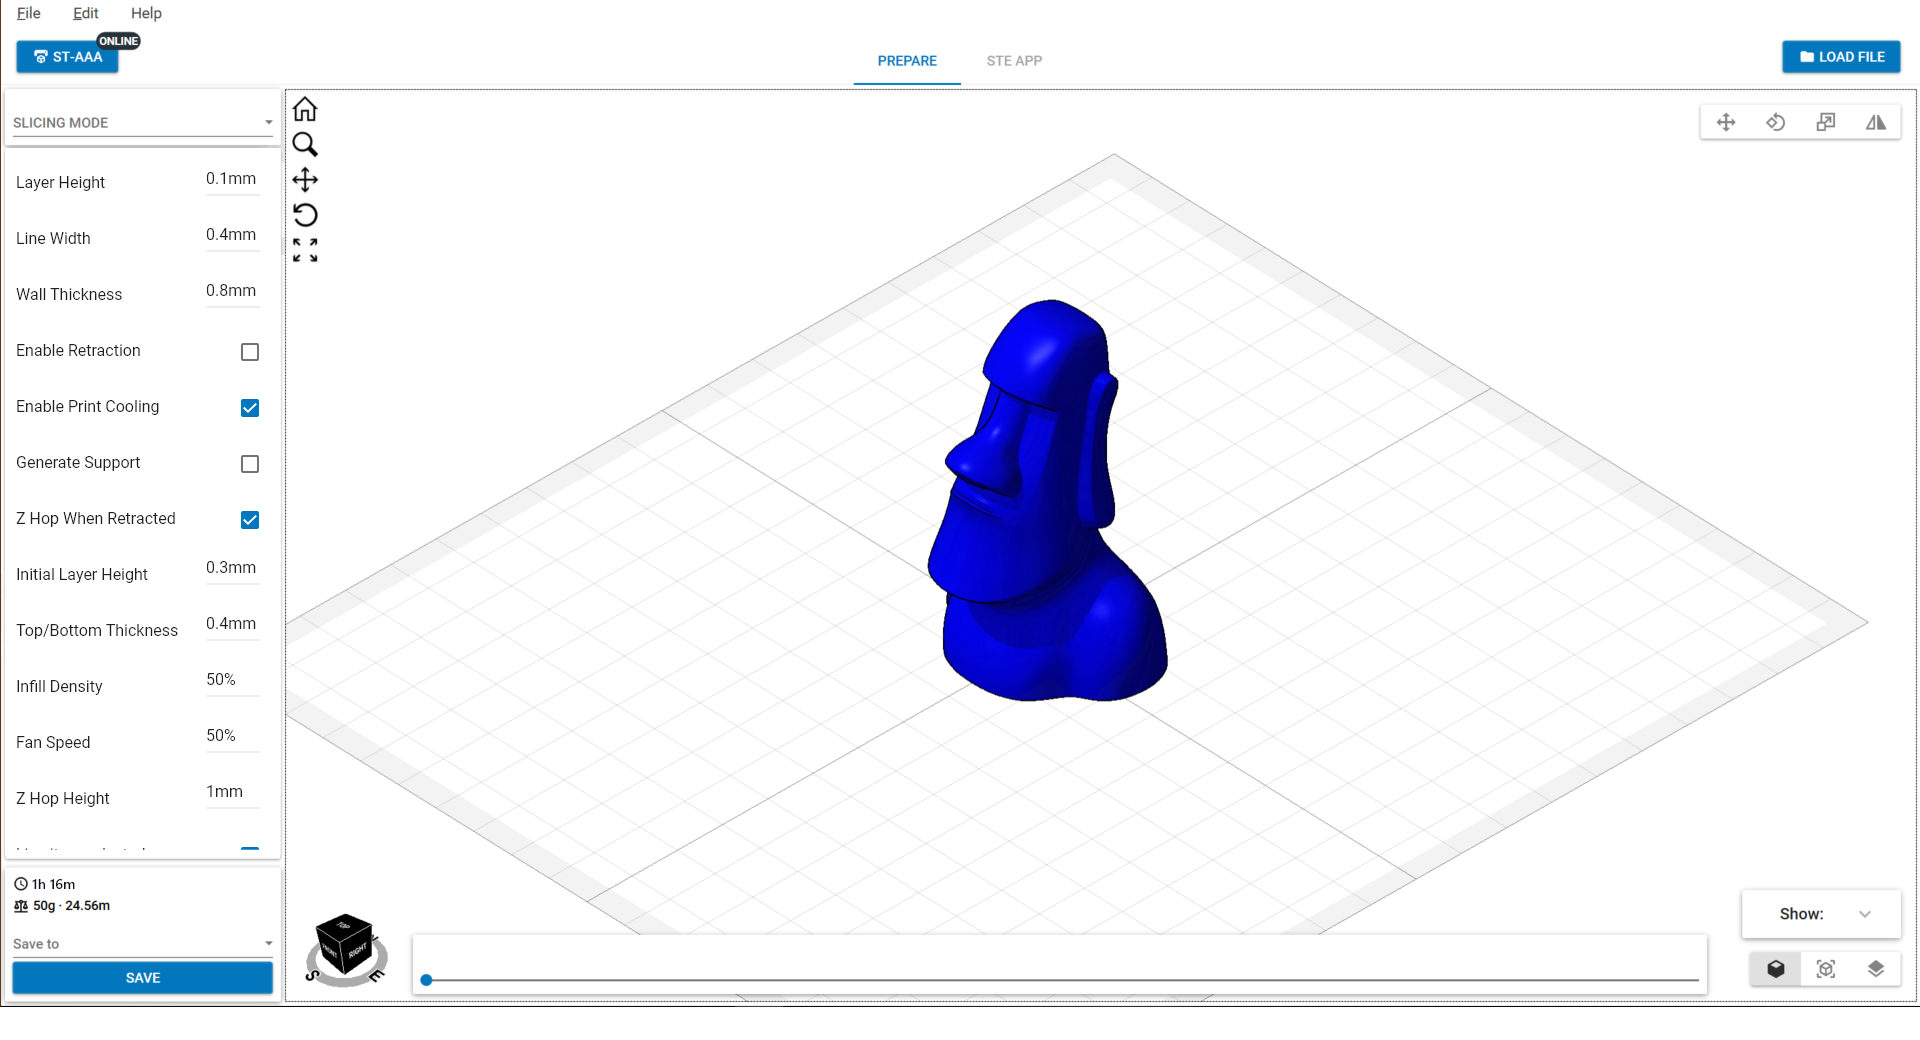 File Edit Help
ONLINE
ST-AAA
PREPARE STE APP
LOAD FILE
SLICING MODE
Layer Height 0.1mm
Line Width 0.4mm
Wall Thickness 0.8mm
Enable Retraction
Enable Print Cooling
Generate Support
Z Hop When Retracted
Initial Layer Height 0.3mm
Top/Bottom Thickness 0.4mm
Infill Density 50%
Fan Speed 50%
Z Hop Height 1mm
1h 16m
50g · 24.56m
Save to
SAVE
TOP
FRONT RIGHT
S E
Show: